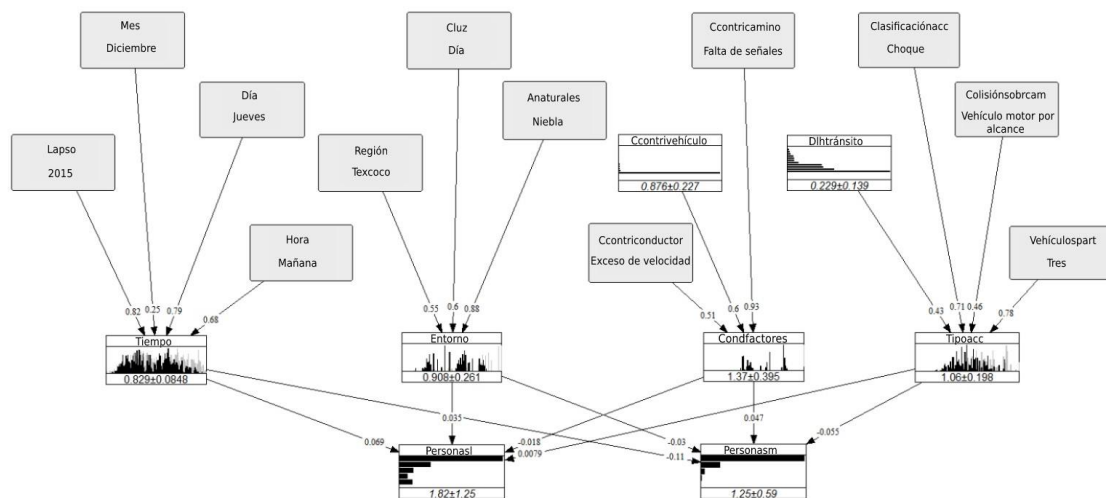 Mes
Diciembre
Cluz
Día
Ccontricamino
Falta de señales
Clasificaciónacc
Choque
Día
Jueves
Anaturales
Niebla
Colisiónsobrcam
Vehículo motor por
alcance
Lapso
2015
Región
Texcoco
Ccontrivehículo
0.876±0.227
Dlhtránsito
0.229±0.139
Hora
Mañana
Ccontriconductor
Exceso de velocidad
Vehículospart
Tres
0.82
0.25
0.79
0.68
0.55
0.6
0.88
0.51
0.6
0.93
0.43
0.71
0.46
0.78
Tiempo
0.829±0.0848
Entorno
0.908±0.261
Condfactores
1.37±0.395
Tipoacc
1.06±0.198
0.035
0.047
0.069
-0.018
0.0079
-0.03
-0.11
-0.055
Personasl
1.82±1.25
Personasm
1.25±0.59